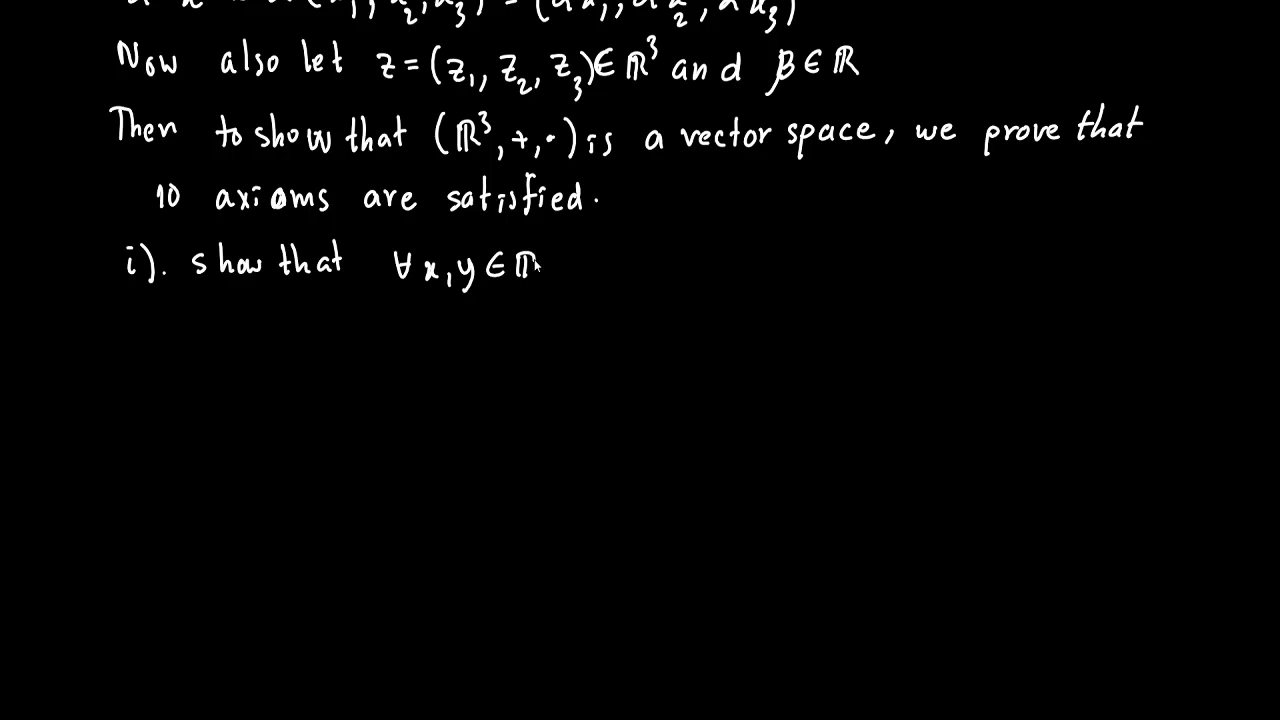 Now also let z = (z₁, z₂, z₃) ∈ ℝ³ and β ∈ ℝ
Then to show that (ℝ³, +, ·) is a vector space, we prove that
10 axioms are satisfied.
i). show that ∀ x, y ∈ ℝ